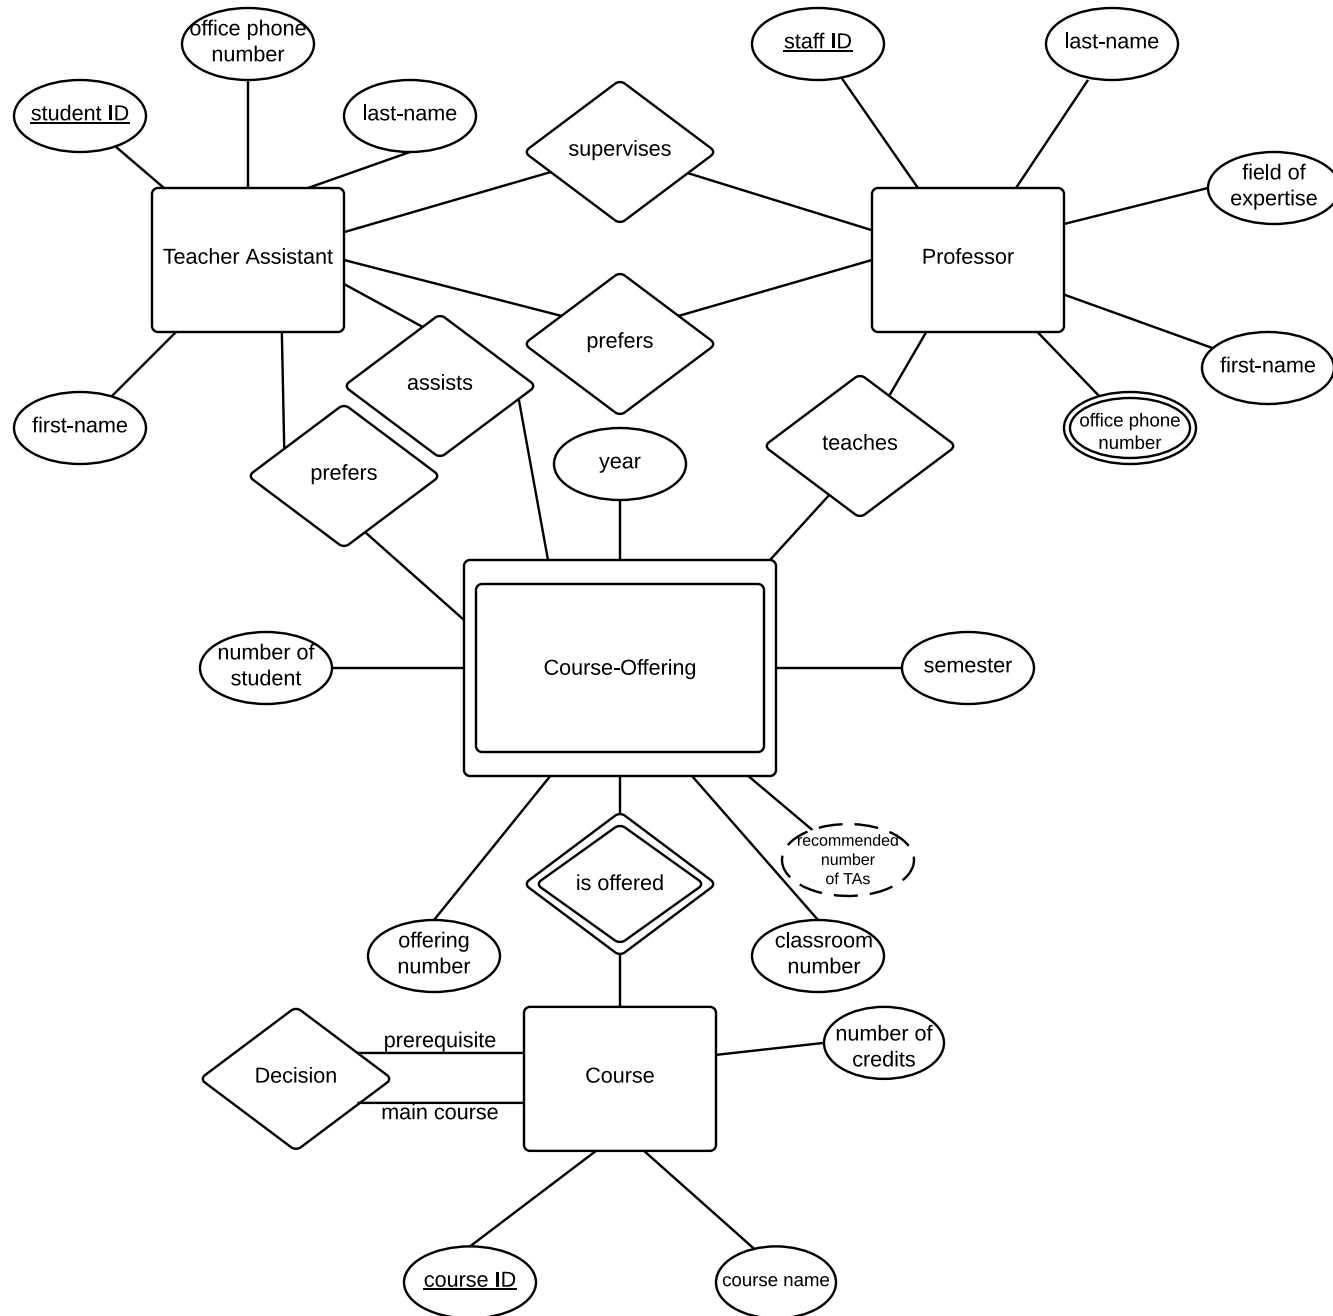 office phone
number
staff ID
last-name
student ID
last-name
supervises
field of
expertise
Teacher Assistant
Professor
prefers
assists
first-name
first-name
office phone
number
teaches
year
prefers
number of
student
Course-Offering
semester
recommended
number
of TAs
is offered
offering
number
classroom
number
prerequisite
number of
credits
Decision
Course
main course
course ID
course name